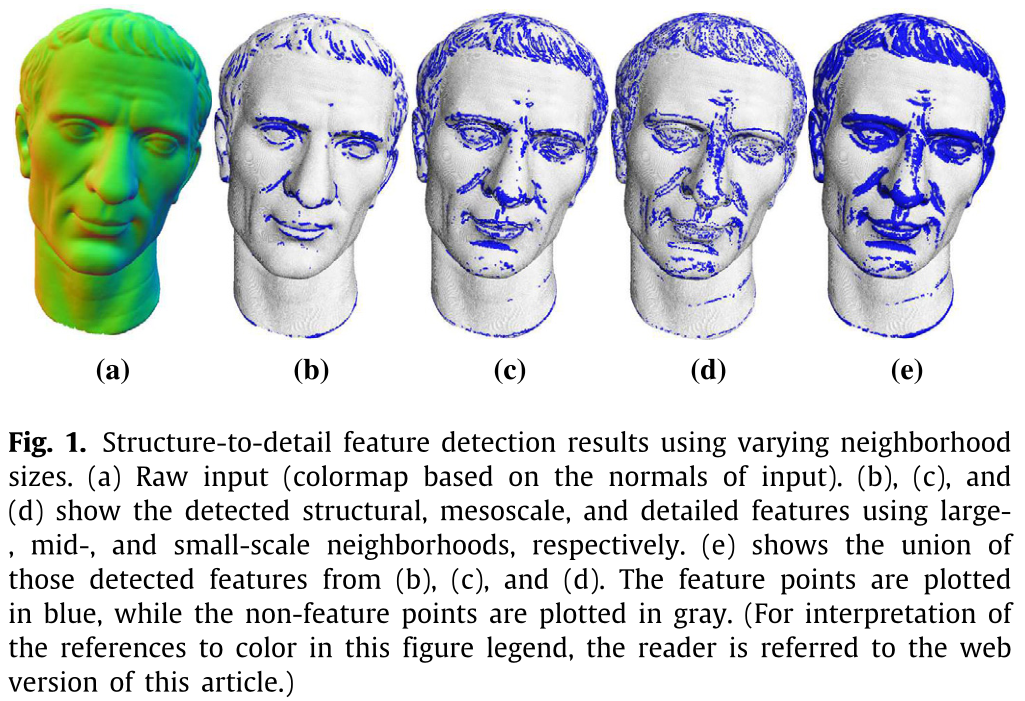 (a) (b) (c) (d) (e)
Fig. 1. Structure-to-detail feature detection results using varying neighborhood
sizes. (a) Raw input (colormap based on the normals of input). (b), (c), and
(d) show the detected structural, mesoscale, and detailed features using large-
, mid-, and small-scale neighborhoods, respectively. (e) shows the union of
those detected features from (b), (c), and (d). The feature points are plotted
in blue, while the non-feature points are plotted in gray. (For interpretation of
the references to color in this figure legend, the reader is referred to the web
version of this article.)